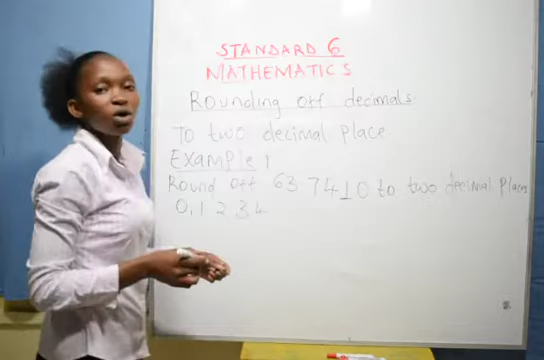 STANDARD 6
MATHEMATICS
Rounding off decimals
To two decimal place
Example 1
Round off 63 7410 to two decimal places
0,1 2 3 4